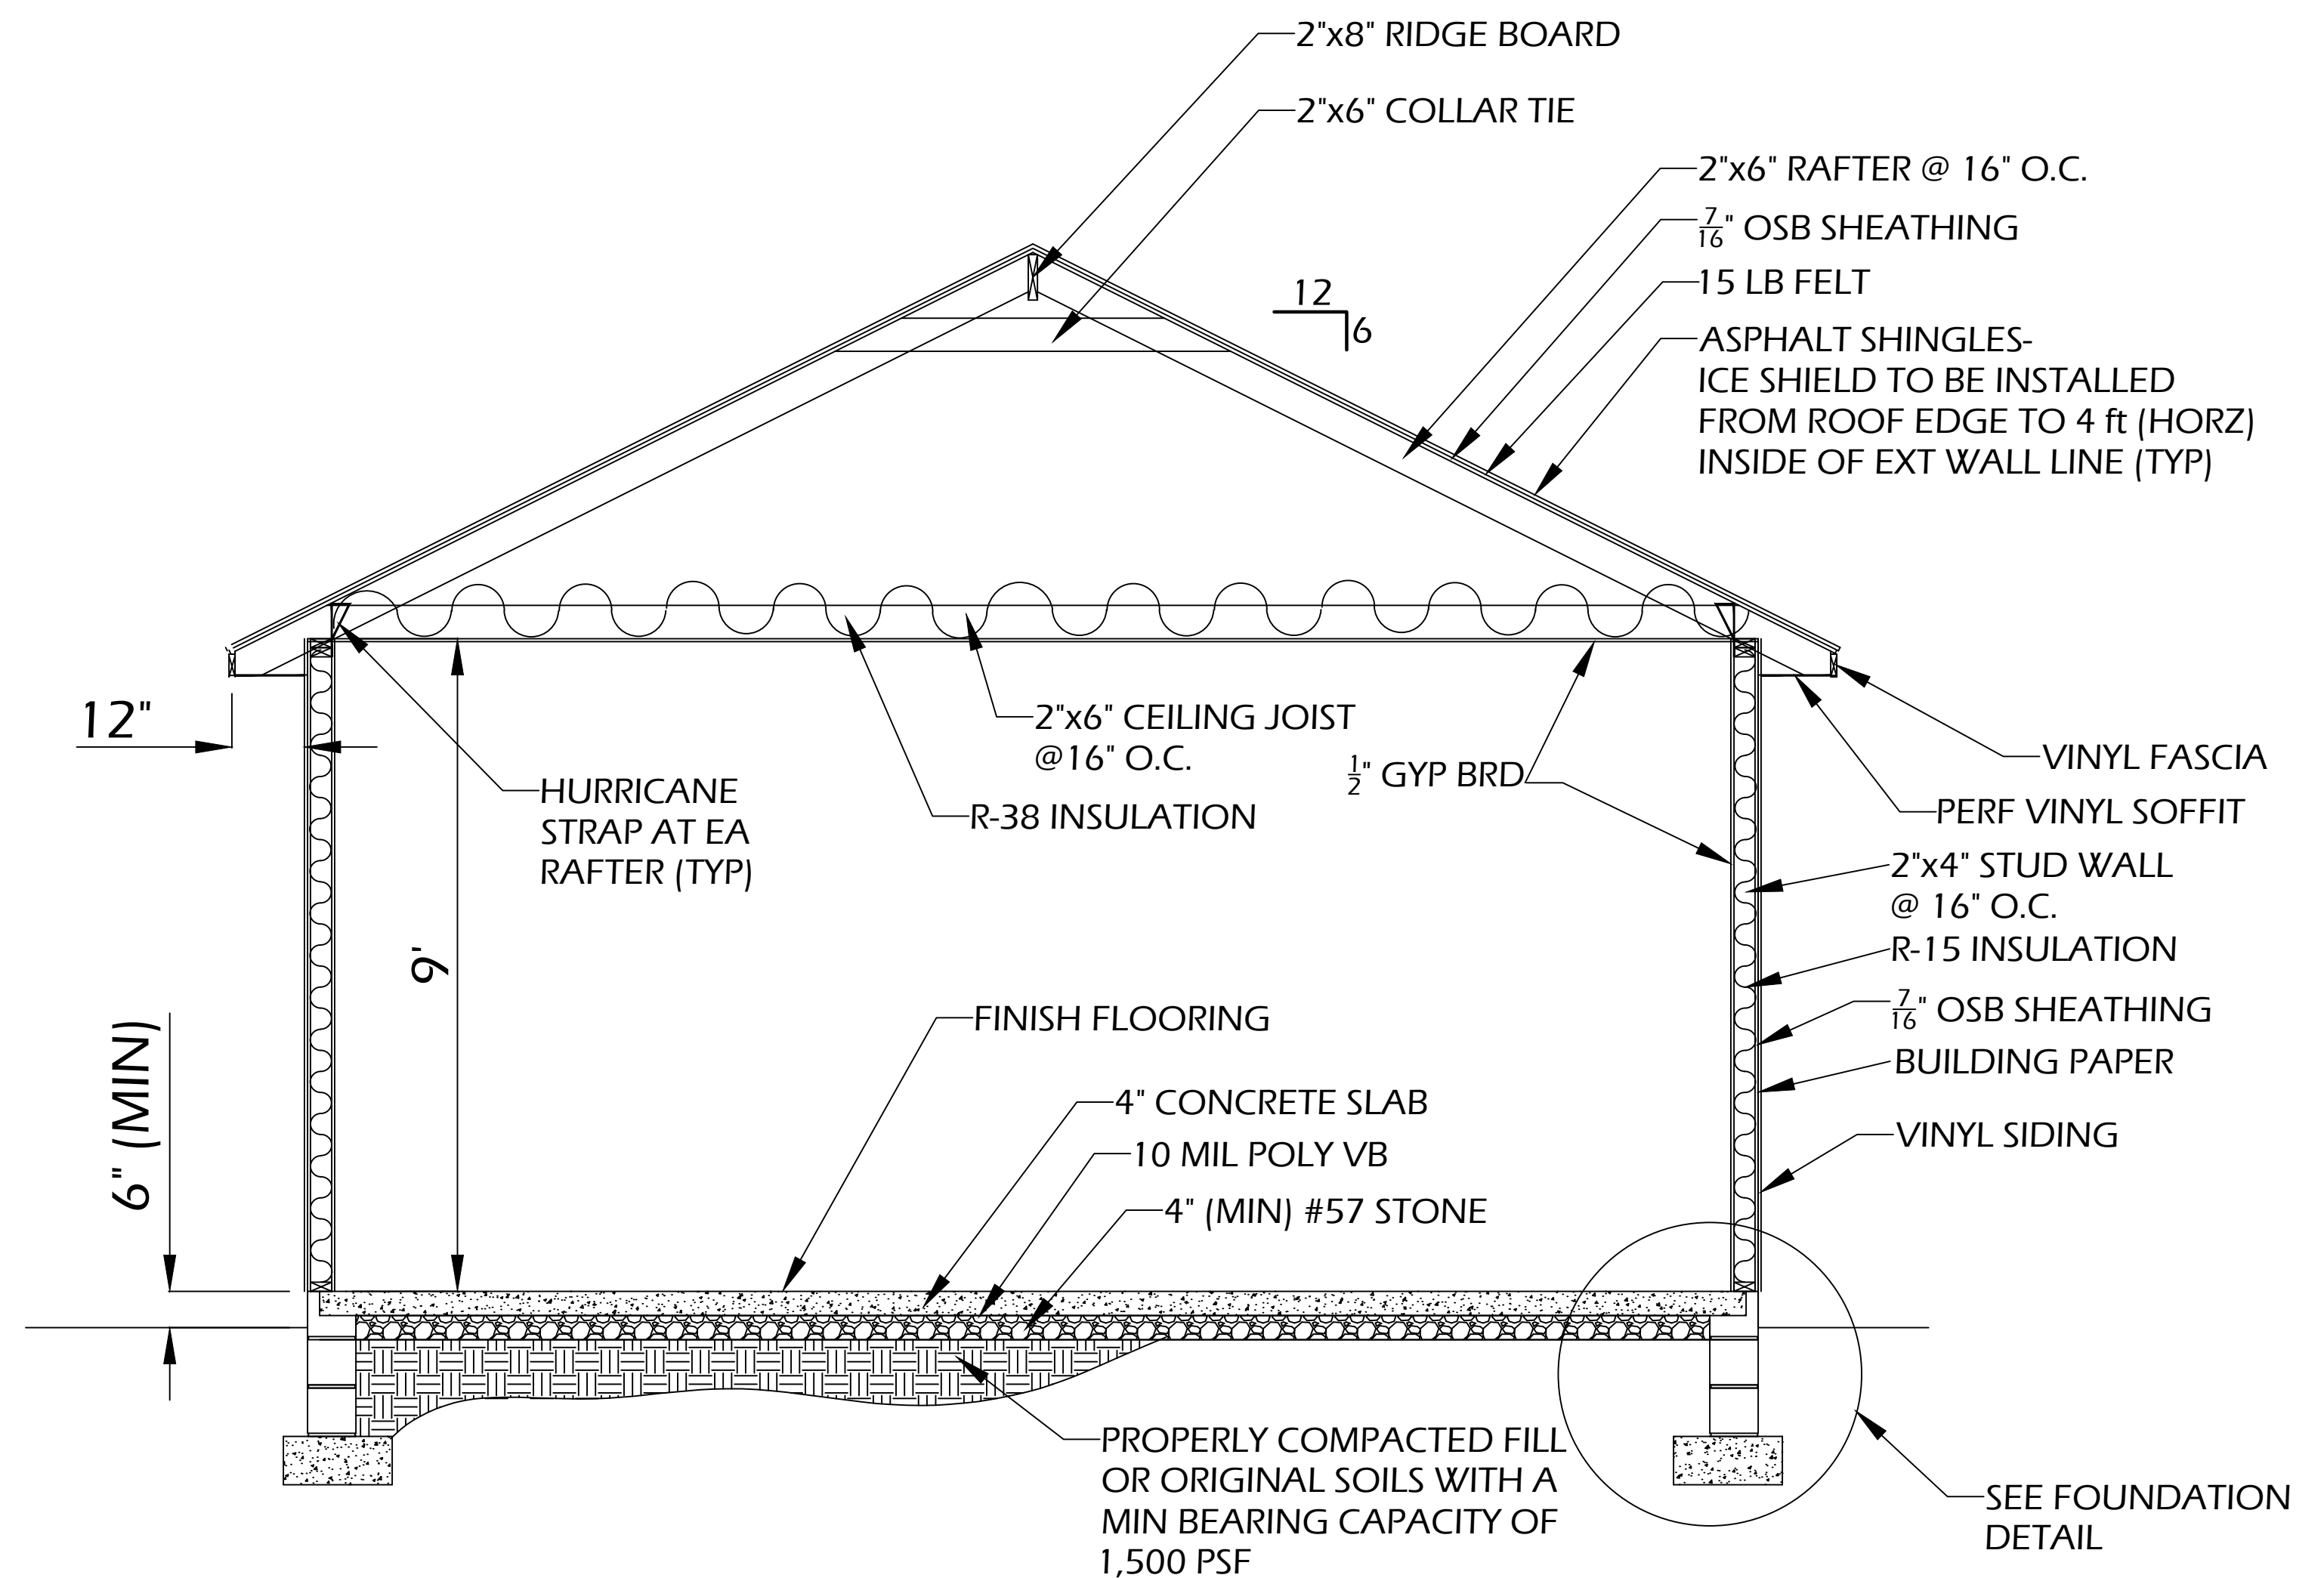 2"x8" RIDGE BOARD
2"x6" COLLAR TIE
2"x6" RAFTER @ 16" O.C.
7/16" OSB SHEATHING
15 LB FELT
ASPHALT SHINGLES-
ICE SHIELD TO BE INSTALLED
FROM ROOF EDGE TO 4 ft (HORZ)
INSIDE OF EXT WALL LINE (TYP)
12
6
12"
2"x6" CEILING JOIST
@16" O.C.
R-38 INSULATION
1/2" GYP BRD
HURRICANE
STRAP AT EA
RAFTER (TYP)
VINYL FASCIA
PERF VINYL SOFFIT
2"x4" STUD WALL
@ 16" O.C.
R-15 INSULATION
7/16" OSB SHEATHING
BUILDING PAPER
VINYL SIDING
9'
6" (MIN)
FINISH FLOORING
4" CONCRETE SLAB
10 MIL POLY VB
4" (MIN) #57 STONE
PROPERLY COMPACTED FILL
OR ORIGINAL SOILS WITH A
MIN BEARING CAPACITY OF
1,500 PSF
SEE FOUNDATION
DETAIL